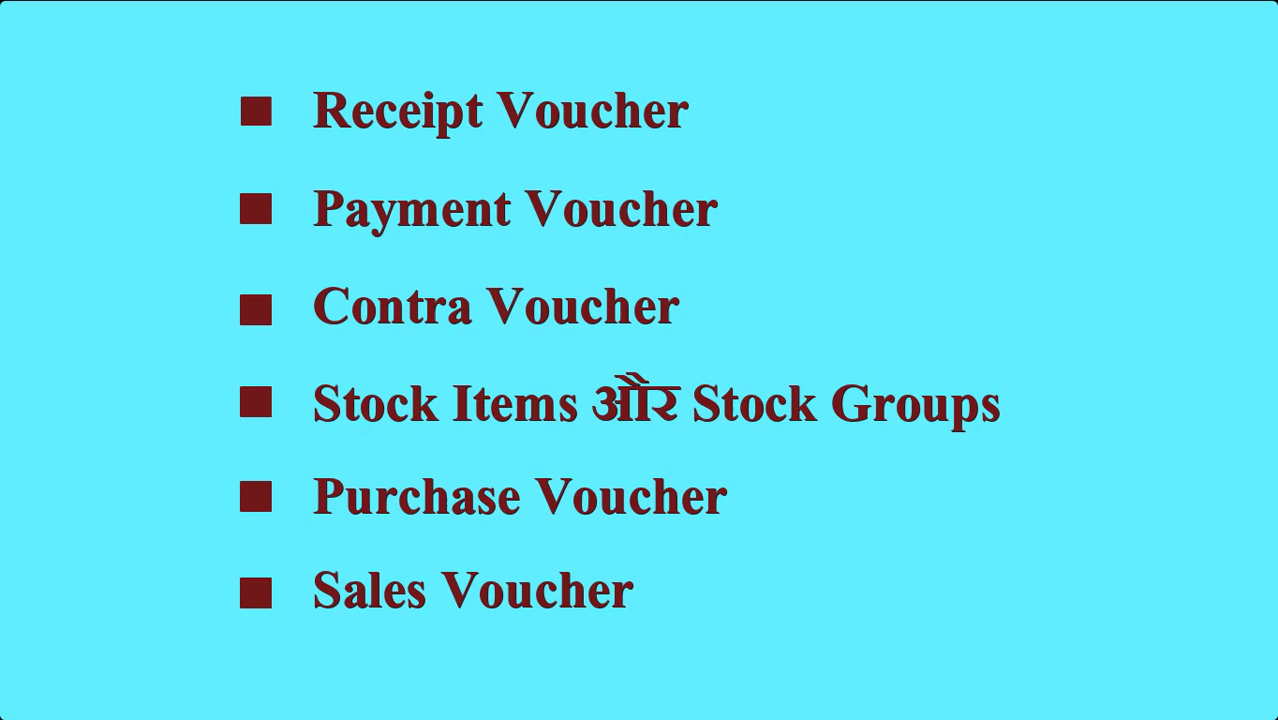 Receipt Voucher
Payment Voucher
Contra Voucher
Stock Items और Stock Groups
Purchase Voucher
Sales Voucher